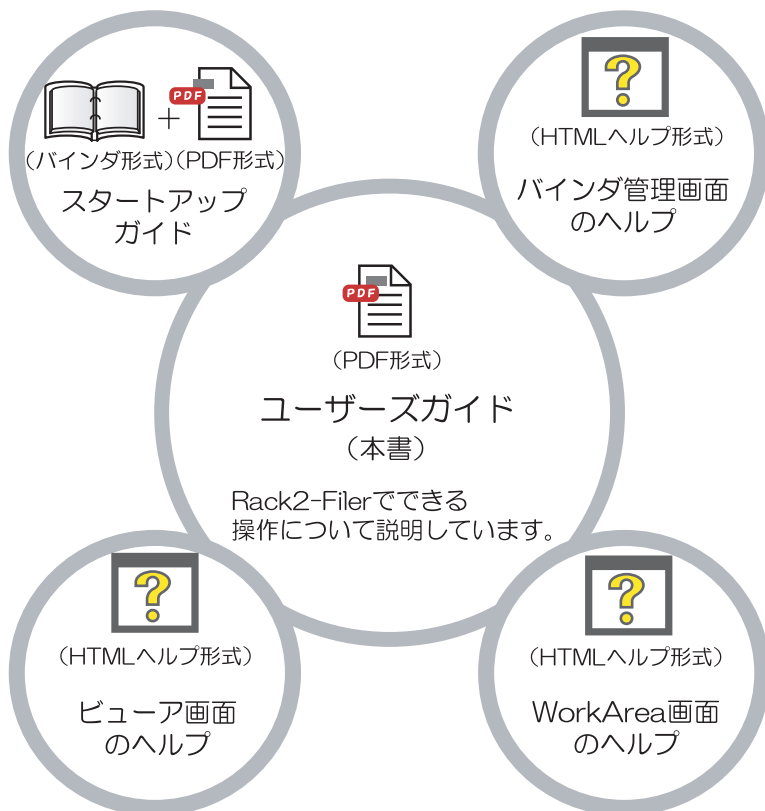 PDF
+
(バインダ形式)(PDF形式)
スタートアップ
ガイド
?
(HTMLヘルプ形式)
バインダ管理画面
のヘルプ
PDF
(PDF形式)
ユーザーズガイド
(本書)
Rack2-Filerでできる
操作について説明しています。
?
(HTMLヘルプ形式)
ビューア画面
のヘルプ
?
(HTMLヘルプ形式)
WorkArea画面
のヘルプ